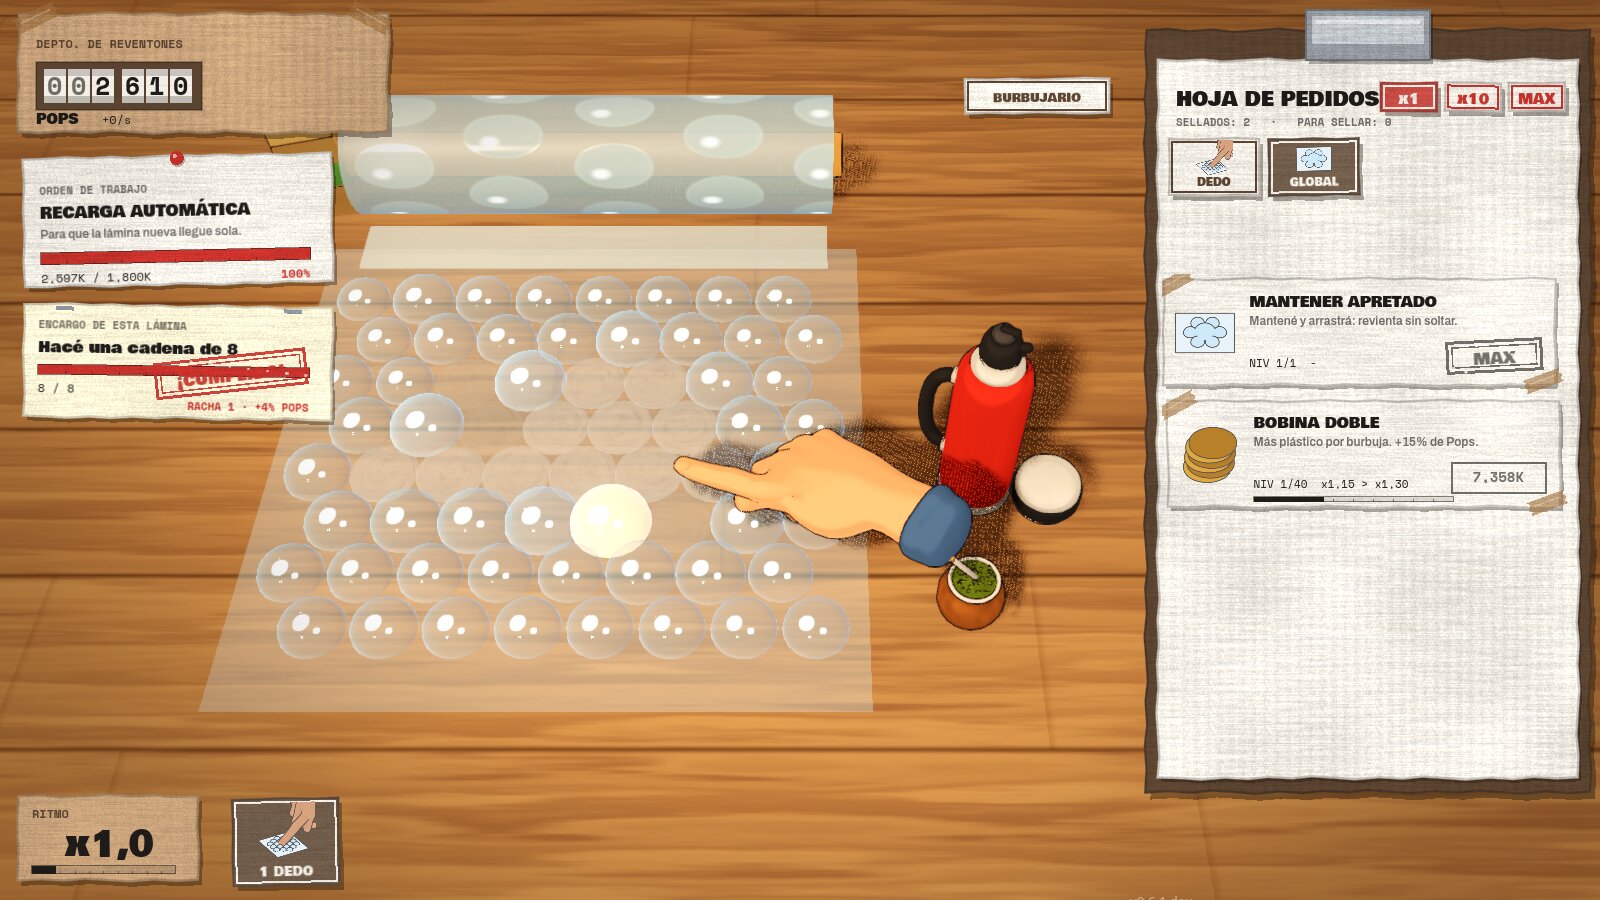 DEPTO. DE REVENTONES
002610
POPS +0/s
ORDEN DE TRABAJO
RECARGA AUTOMÁTICA
Para que la lámina nueva llegue sola.
2.597K / 1.800K 100%
ENCARGO DE ESTA LÁMINA
Hacé una cadena de 8
8 / 8
RACHA 1 · +4% POPS
BURBUJARIO
HOJA DE PEDIDOS x1 x10 MAX
SELLADOS: 2 · PARA SELLAR: 0
DEDO GLOBAL
MANTENER APRETADO
Mantené y arrastrá: revienta sin soltar.
NIV 1/1 -
MAX
BOBINA DOBLE
Más plástico por burbuja. +15% de Pops.
NIV 1/40 x1,15 > x1,30
7,358K
RITMO
x1,0
1 DEDO